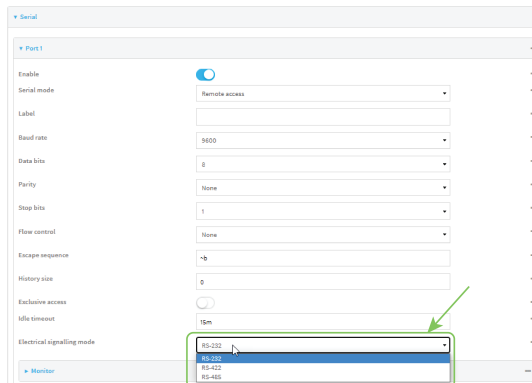 ▾ Serial
▾ Port 1
Enable
Serial mode Remote access
Label
Baud rate 9600
Data bits 8
Parity None
Stop bits 1
Flow control None
Escape sequence ~b
History size 0
Exclusive access
Idle timeout 15m
Electrical signalling mode RS-232
RS-232
RS-422
RS-485
▸ Monitor